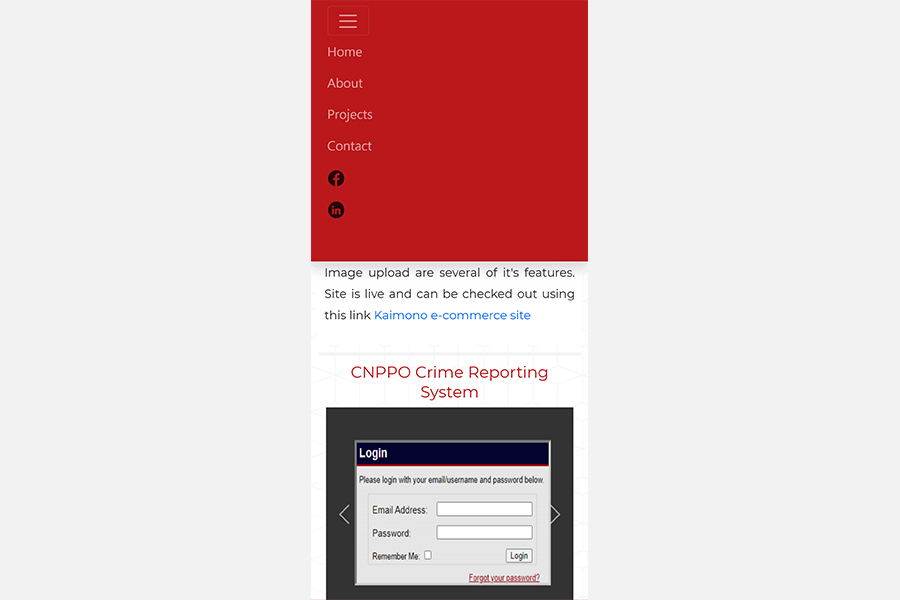 Home
About
Projects
Contact
Image upload are several of it's features.
Site is live and can be checked out using
this link Kaimono e-commerce site
CNPPO Crime Reporting
System
Login
Please login with your email/username and password below.
Email Address:
Password:
Remember Me:
Login
Forgot your password?